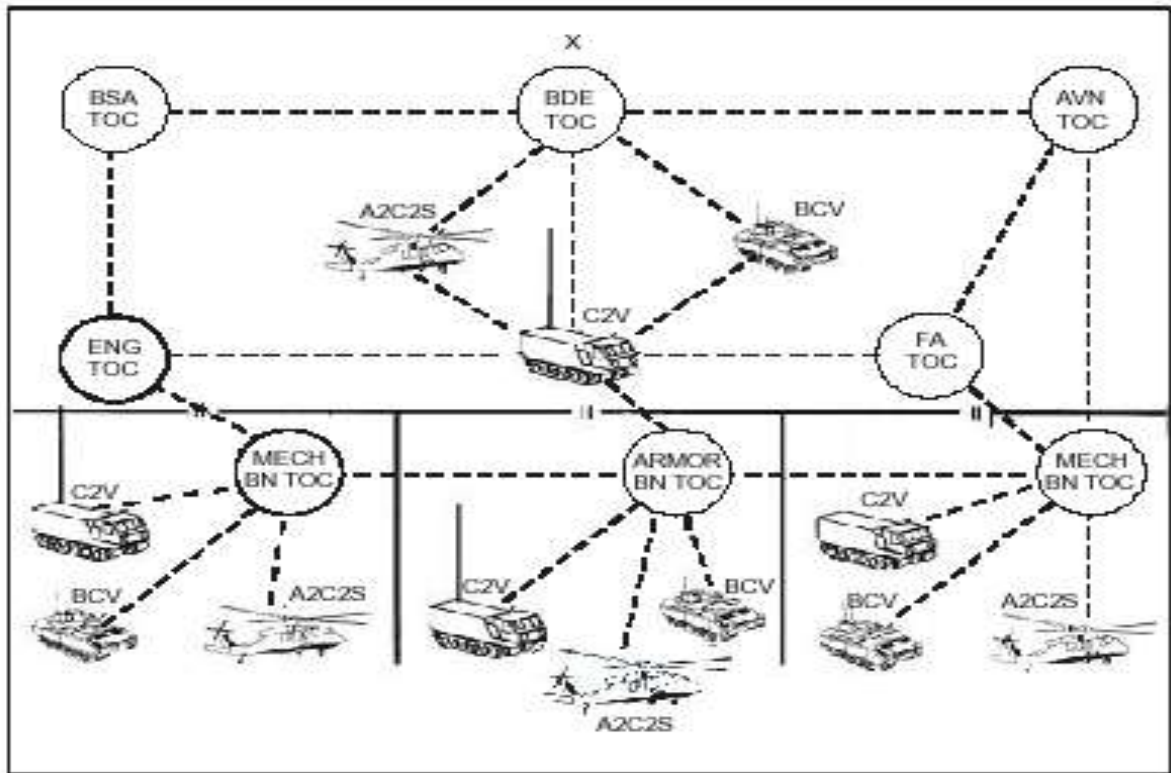 X
BSA
TOC
BDE
TOC
AVN
TOC
A2C2S
BCV
C2V
ENG
TOC
FA
TOC
II
II
II
MECH
BN TOC
ARMOR
BN TOC
MECH
BN TOC
C2V
BCV
A2C2S
C2V
BCV
A2C2S
C2V
BCV
A2C2S